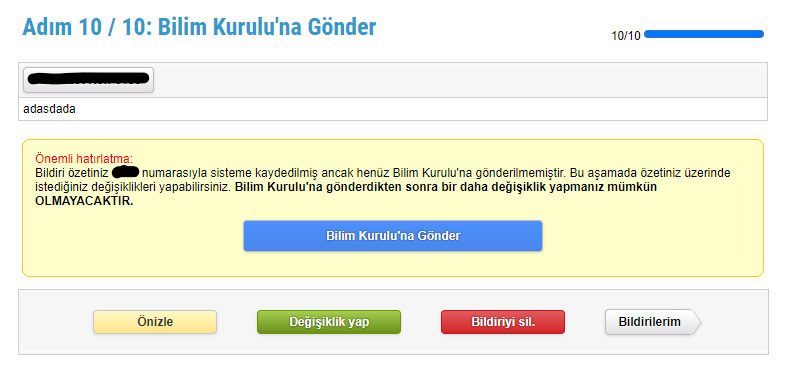 Adım 10 / 10: Bilim Kurulu'na Gönder
10/10
adasdada
Önemli hatırlatma:
Bildiri özetiniz numarasıyla sisteme kaydedilmiş ancak henüz Bilim Kurulu'na gönderilmemiştir. Bu aşamada özetiniz üzerinde
istediğiniz değişiklikleri yapabilirsiniz. Bilim Kurulu'na gönderdikten sonra bir daha değişiklik yapmanız mümkün
OLMAYACAKTIR.
Bilim Kurulu'na Gönder
Önizle Değişiklik yap Bildiriyi sil. Bildirilerim